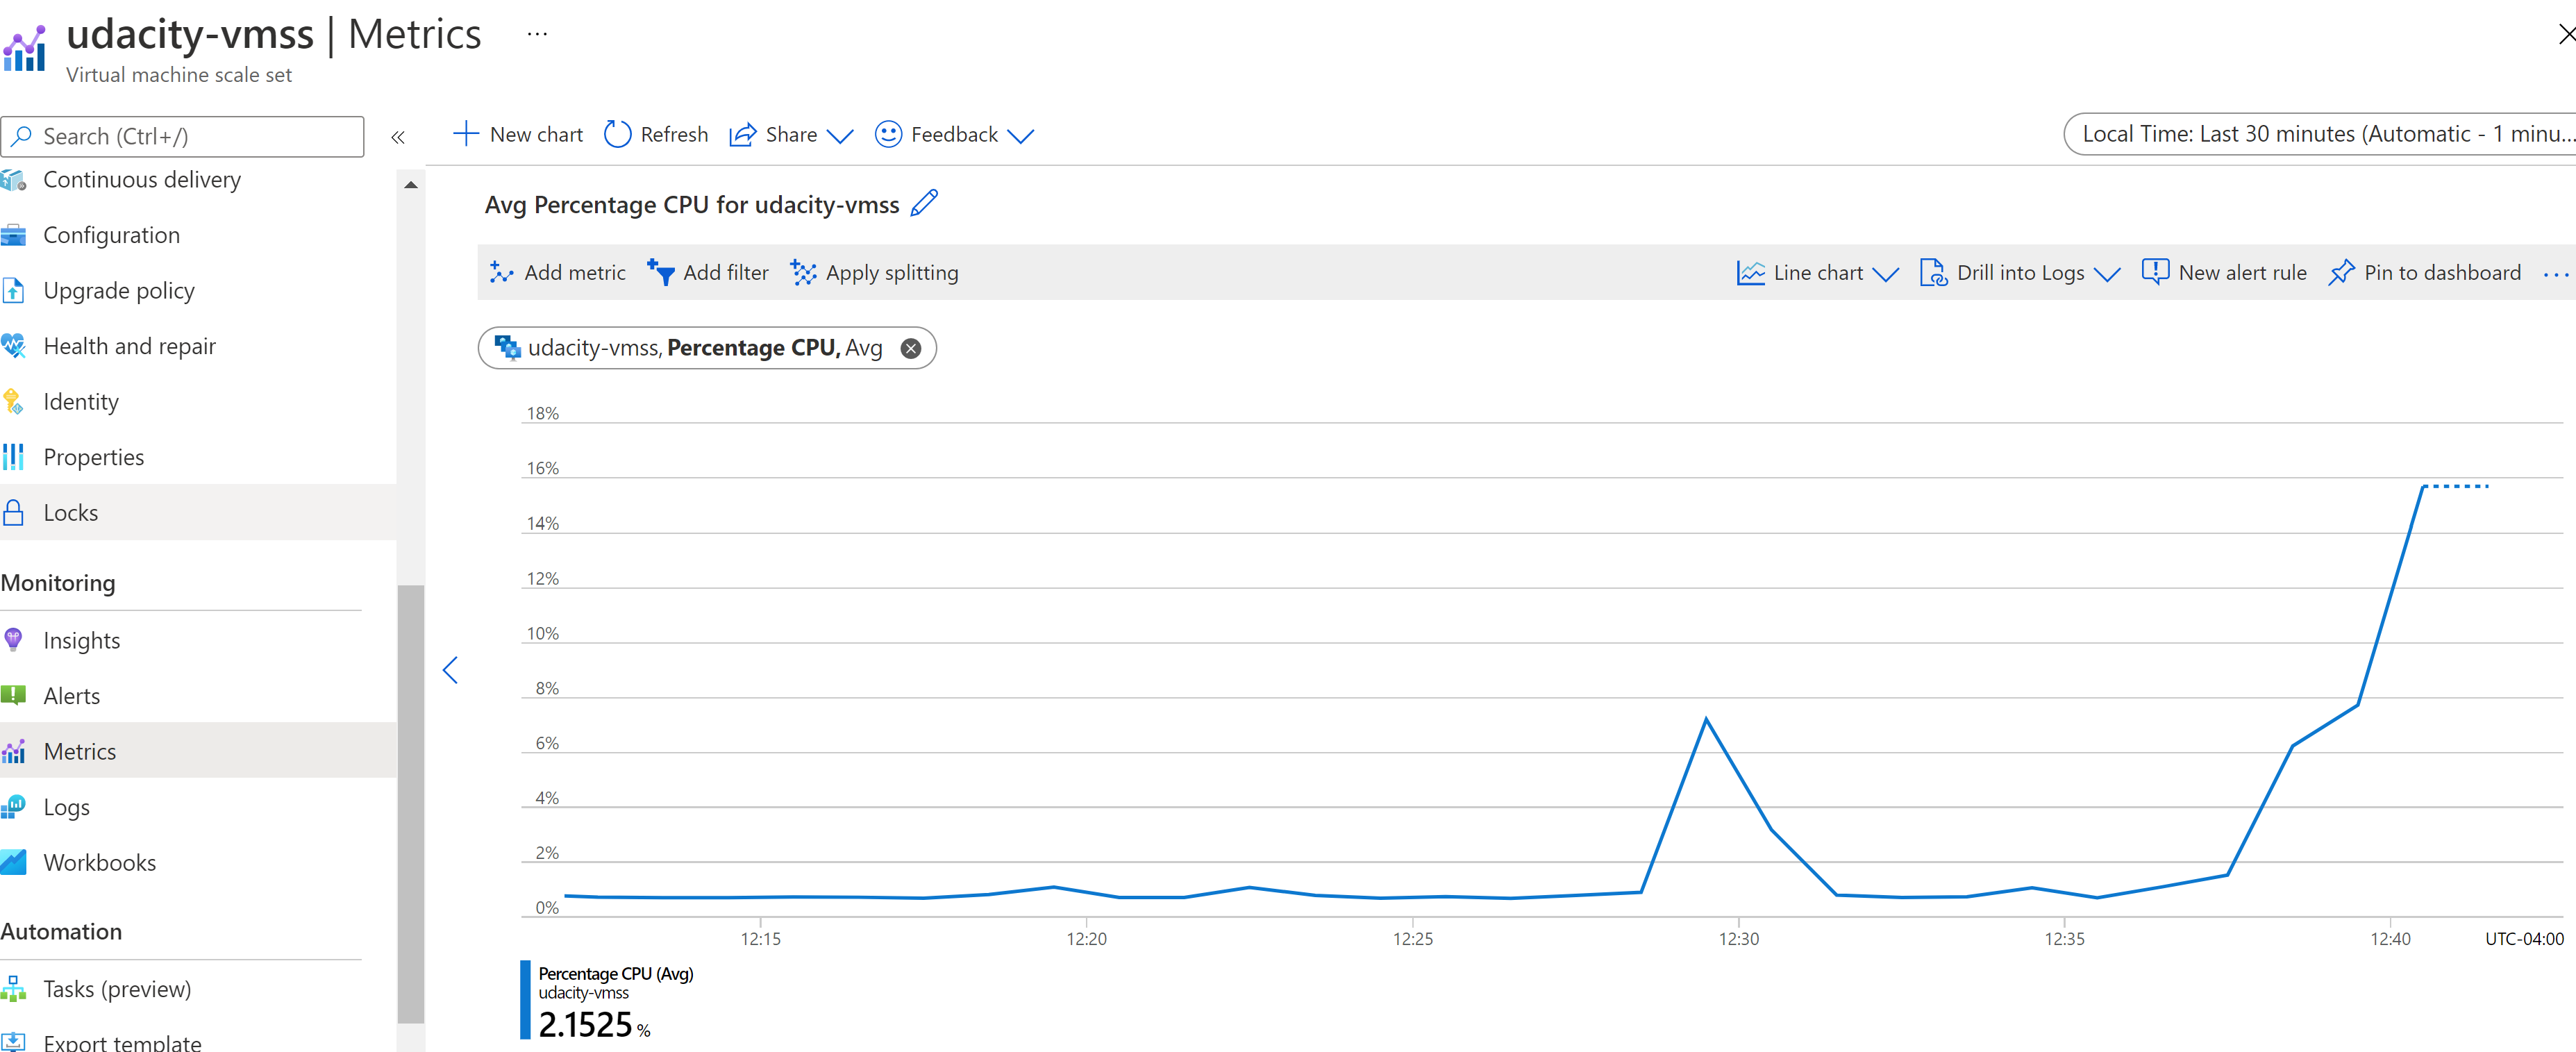 udacity-vmss | Metrics ...
Virtual machine scale set
Search (Ctrl+/)
«
Continuous delivery
Configuration
Upgrade policy
Health and repair
Identity
Properties
Locks
Monitoring
Insights
Alerts
Metrics
Logs
Workbooks
Automation
Tasks (preview)
Export template
New chart Refresh Share Feedback
Local Time: Last 30 minutes (Automatic - 1 minu...
Avg Percentage CPU for udacity-vmss
Add metric Add filter Apply splitting Line chart Drill into Logs New alert rule Pin to dashboard ...
udacity-vmss, Percentage CPU, Avg
18%
16%
14%
12%
10%
8%
6%
4%
2%
0%
12:15 12:20 12:25 12:30 12:35 12:40 UTC-04:00
Percentage CPU (Avg)
udacity-vmss
2.1525 %